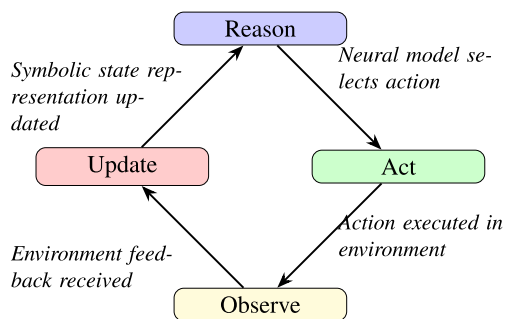 Reason
Neural model se-
lects action
Symbolic state rep-
resentation up-
dated
Update
Act
Action executed in
environment
Environment feed-
back received
Observe